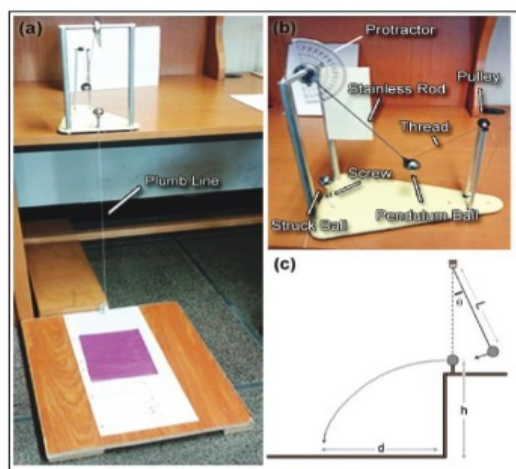 (a)
Plumb Line
(b)
Protractor
Pulley
Stainless Rod
Thread
Screw
Struck Ball
Pendulum Ball
(c)
θ
L
h
d